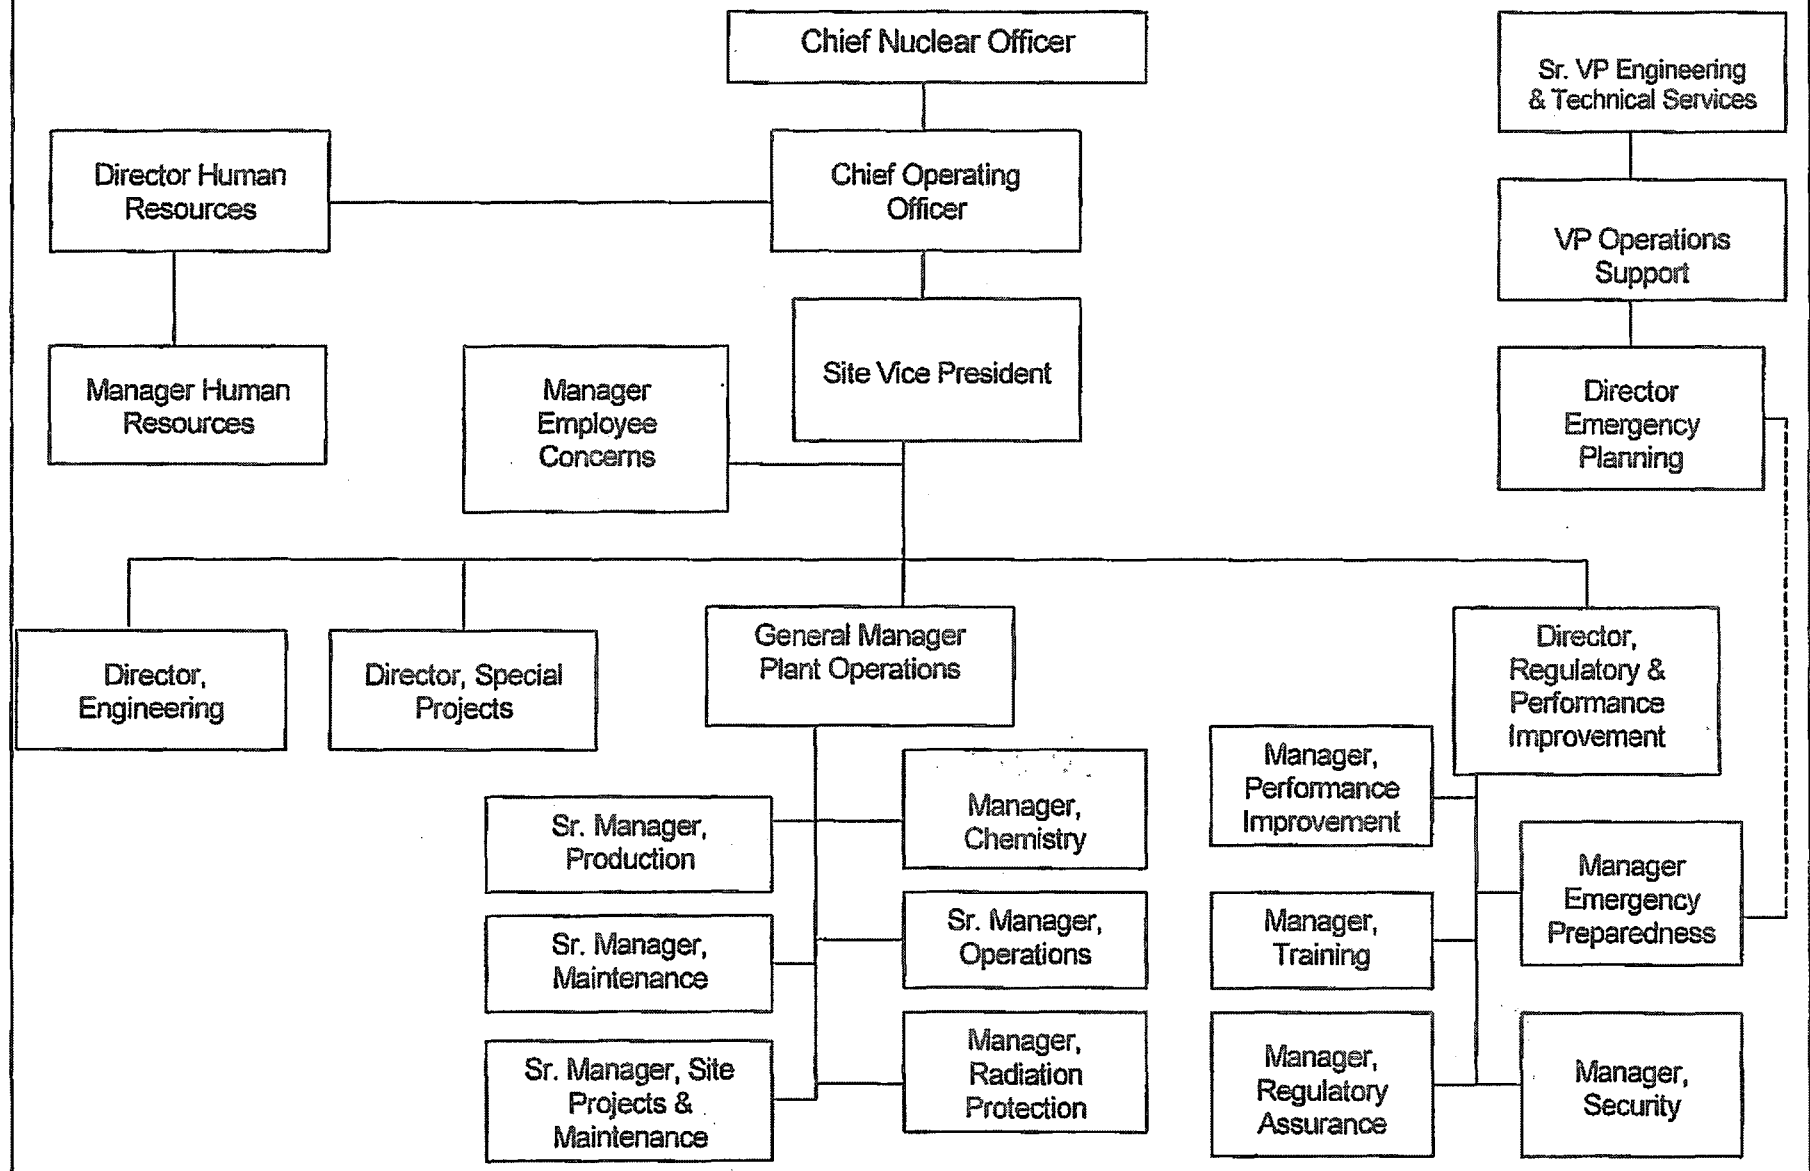 Chief Nuclear Officer
Sr. VP Engineering
& Technical Services
Director Human
Resources
Chief Operating
Officer
VP Operations
Support
Manager Human
Resources
Manager
Employee
Concerns
Site Vice President
Director
Emergency
Planning
Director,
Engineering
Director, Special
Projects
General Manager
Plant Operations
Director,
Regulatory &
Performance
Improvement
Sr. Manager,
Production
Manager,
Chemistry
Manager,
Performance
Improvement
Sr. Manager,
Maintenance
Sr. Manager,
Operations
Manager,
Training
Manager
Emergency
Preparedness
Sr. Manager, Site
Projects &
Maintenance
Manager,
Radiation
Protection
Manager,
Regulatory
Assurance
Manager,
Security